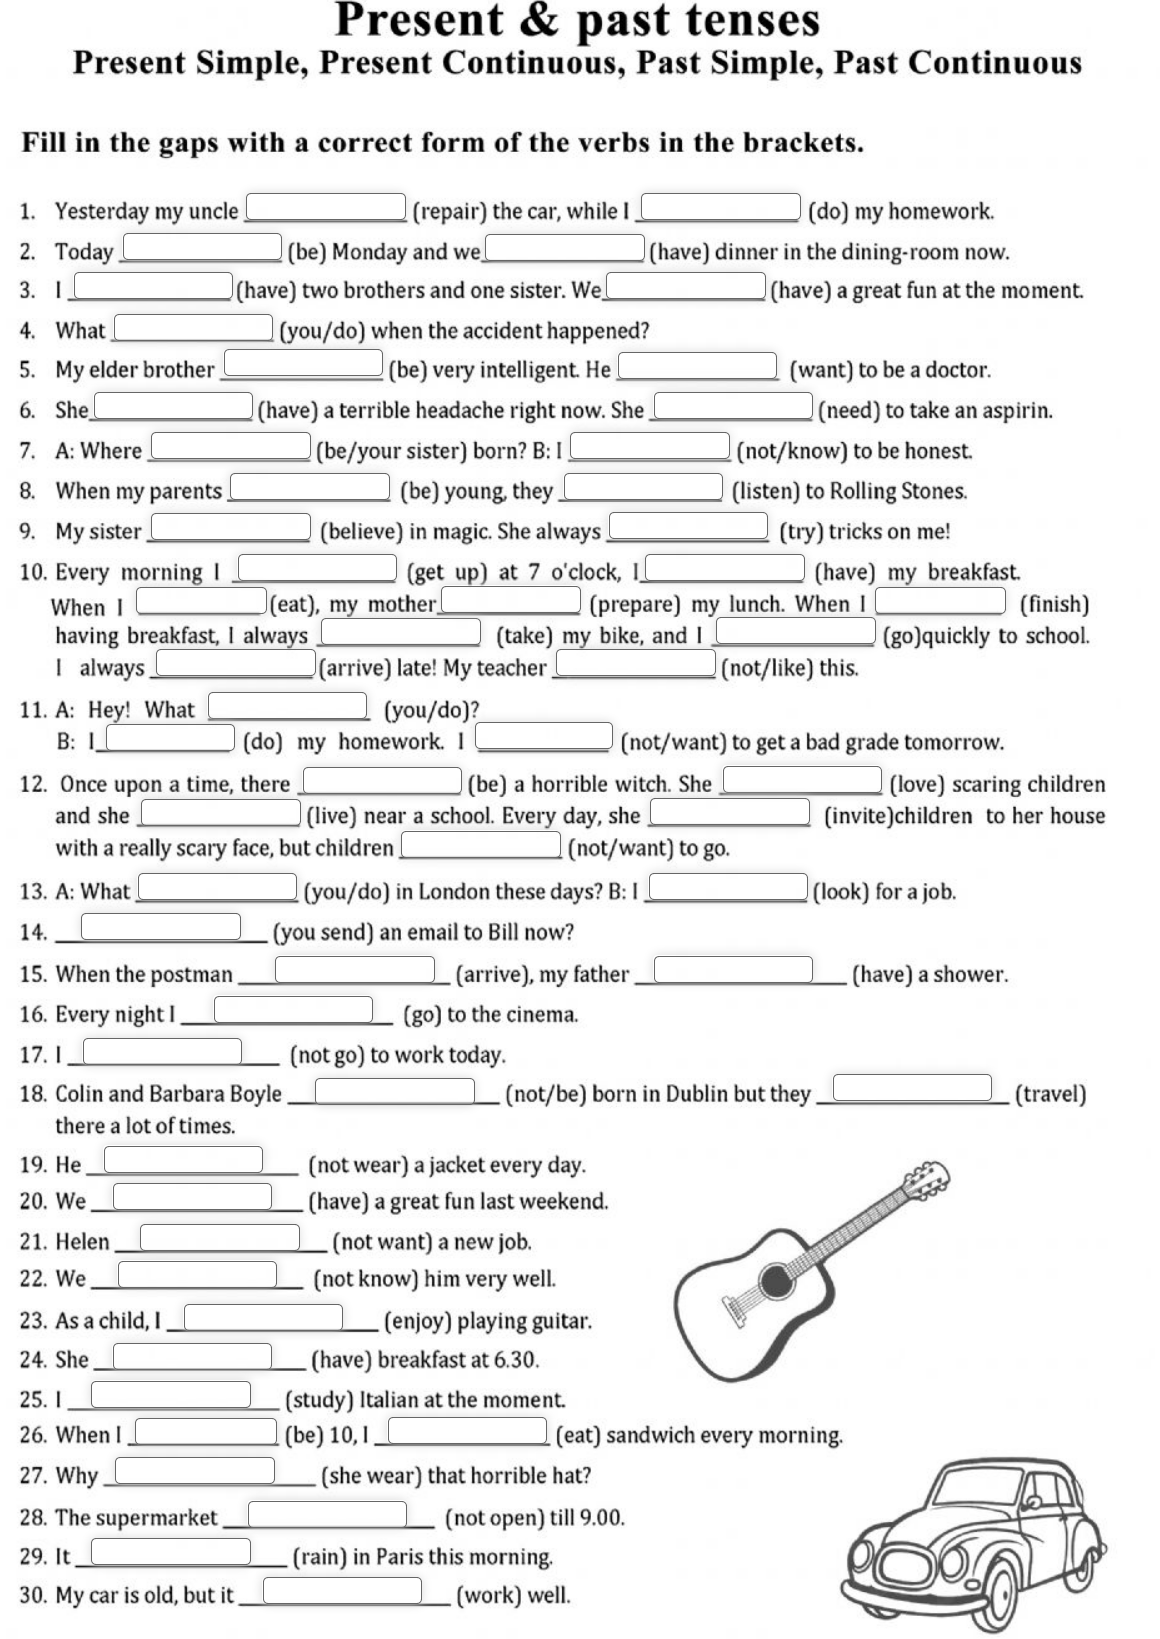 Present & past tenses
Present Simple, Present Continuous, Past Simple, Past Continuous
Fill in the gaps with a correct form of the verbs in the brackets.
1. Yesterday my uncle (repair) the car, while I (do) my homework.
2. Today (be) Monday and we (have) dinner in the dining-room now.
3. I (have) two brothers and one sister. We (have) a great fun at the moment.
4. What (you/do) when the accident happened?
5. My elder brother (be) very intelligent. He (want) to be a doctor.
6. She (have) a terrible headache right now. She (need) to take an aspirin.
7. A: Where (be/your sister) born? B: I (not/know) to be honest.
8. When my parents (be) young, they (listen) to Rolling Stones.
9. My sister (believe) in magic. She always (try) tricks on me!
10. Every morning I (get up) at 7 o'clock, I (have) my breakfast.
When I (eat), my mother (prepare) my lunch. When I (finish)
having breakfast, I always (take) my bike, and I (go)quickly to school.
I always (arrive) late! My teacher (not/like) this.
11. A: Hey! What (you/do)?
B: I (do) my homework. I (not/want) to get a bad grade tomorrow.
12. Once upon a time, there (be) a horrible witch. She (love) scaring children
and she (live) near a school. Every day, she (invite)children to her house
with a really scary face, but children (not/want) to go.
13. A: What (you/do) in London these days? B: I (look) for a job.
14. (you send) an email to Bill now?
15. When the postman (arrive), my father (have) a shower.
16. Every night I (go) to the cinema.
17. I (not go) to work today.
18. Colin and Barbara Boyle (not/be) born in Dublin but they (travel)
there a lot of times.
19. He (not wear) a jacket every day.
20. We (have) a great fun last weekend.
21. Helen (not want) a new job.
22. We (not know) him very well.
23. As a child, I (enjoy) playing guitar.
24. She (have) breakfast at 6.30.
25. I (study) Italian at the moment.
26. When I (be) 10, I (eat) sandwich every morning.
27. Why (she wear) that horrible hat?
28. The supermarket (not open) till 9.00.
29. It (rain) in Paris this morning.
30. My car is old, but it (work) well.